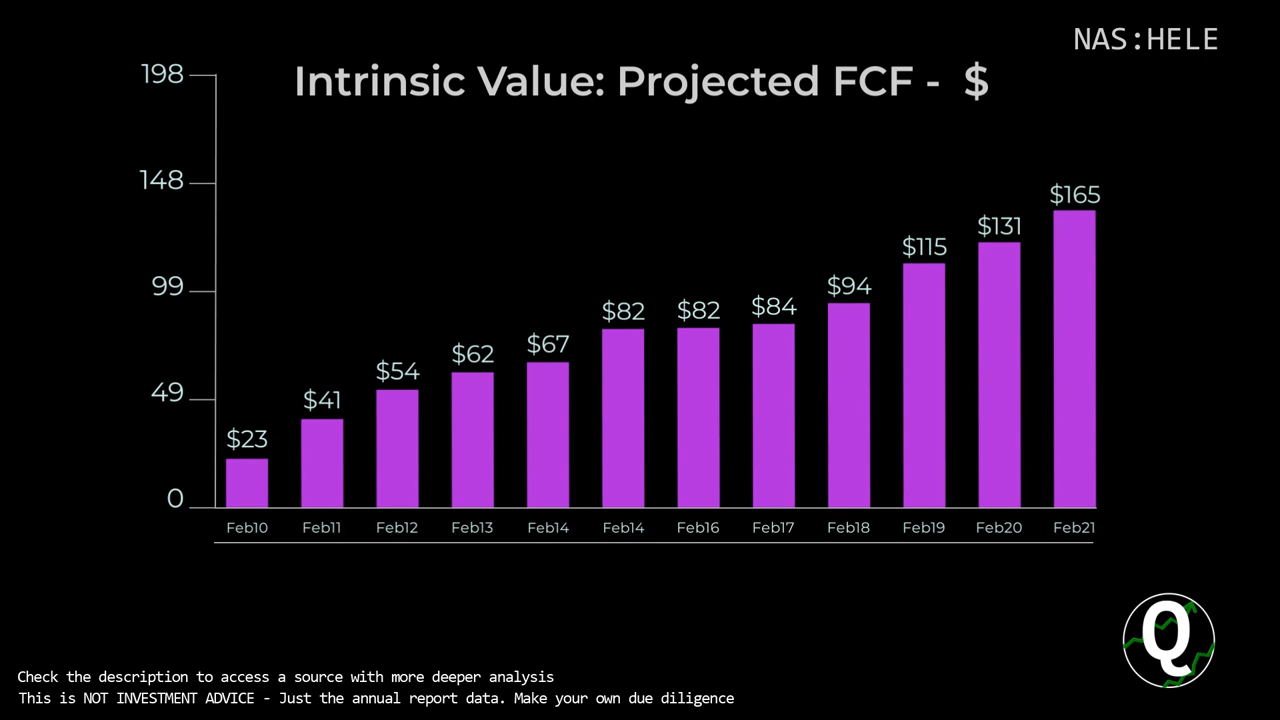 NAS:HELE
Intrinsic Value: Projected FCF - $
198
148
99
49
0
$23
$41
$54
$62
$67
$82
$82
$84
$94
$115
$131
$165
Feb10 Feb11 Feb12 Feb13 Feb14 Feb14 Feb16 Feb17 Feb18 Feb19 Feb20 Feb21
Q
Check the description to access a source with more deeper analysis
This is NOT INVESTMENT ADVICE - Just the annual report data. Make your own due diligence